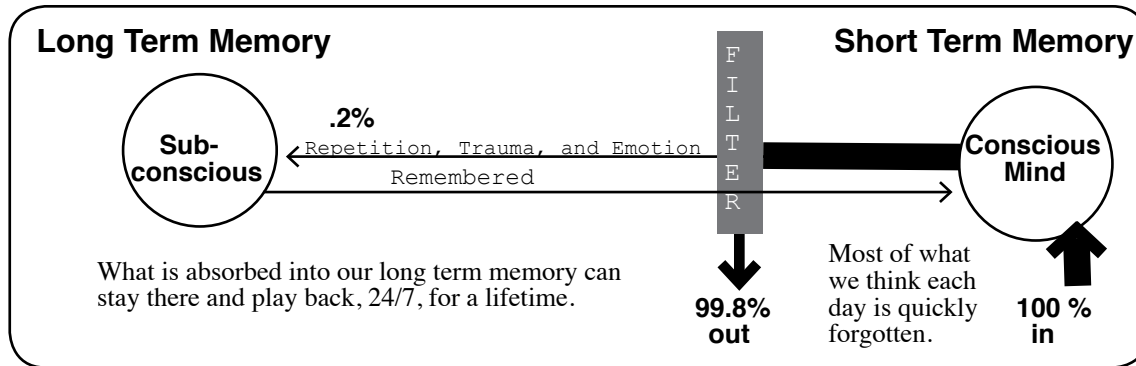 Long Term Memory
Short Term Memory
FILTER
.2%
Sub-
conscious
Repetition, Trauma, and Emotion
Remembered
Conscious
Mind
What is absorbed into our long term memory can
stay there and play back, 24/7, for a lifetime.
99.8%
out
Most of what
we think each
day is quickly
forgotten.
100 %
in